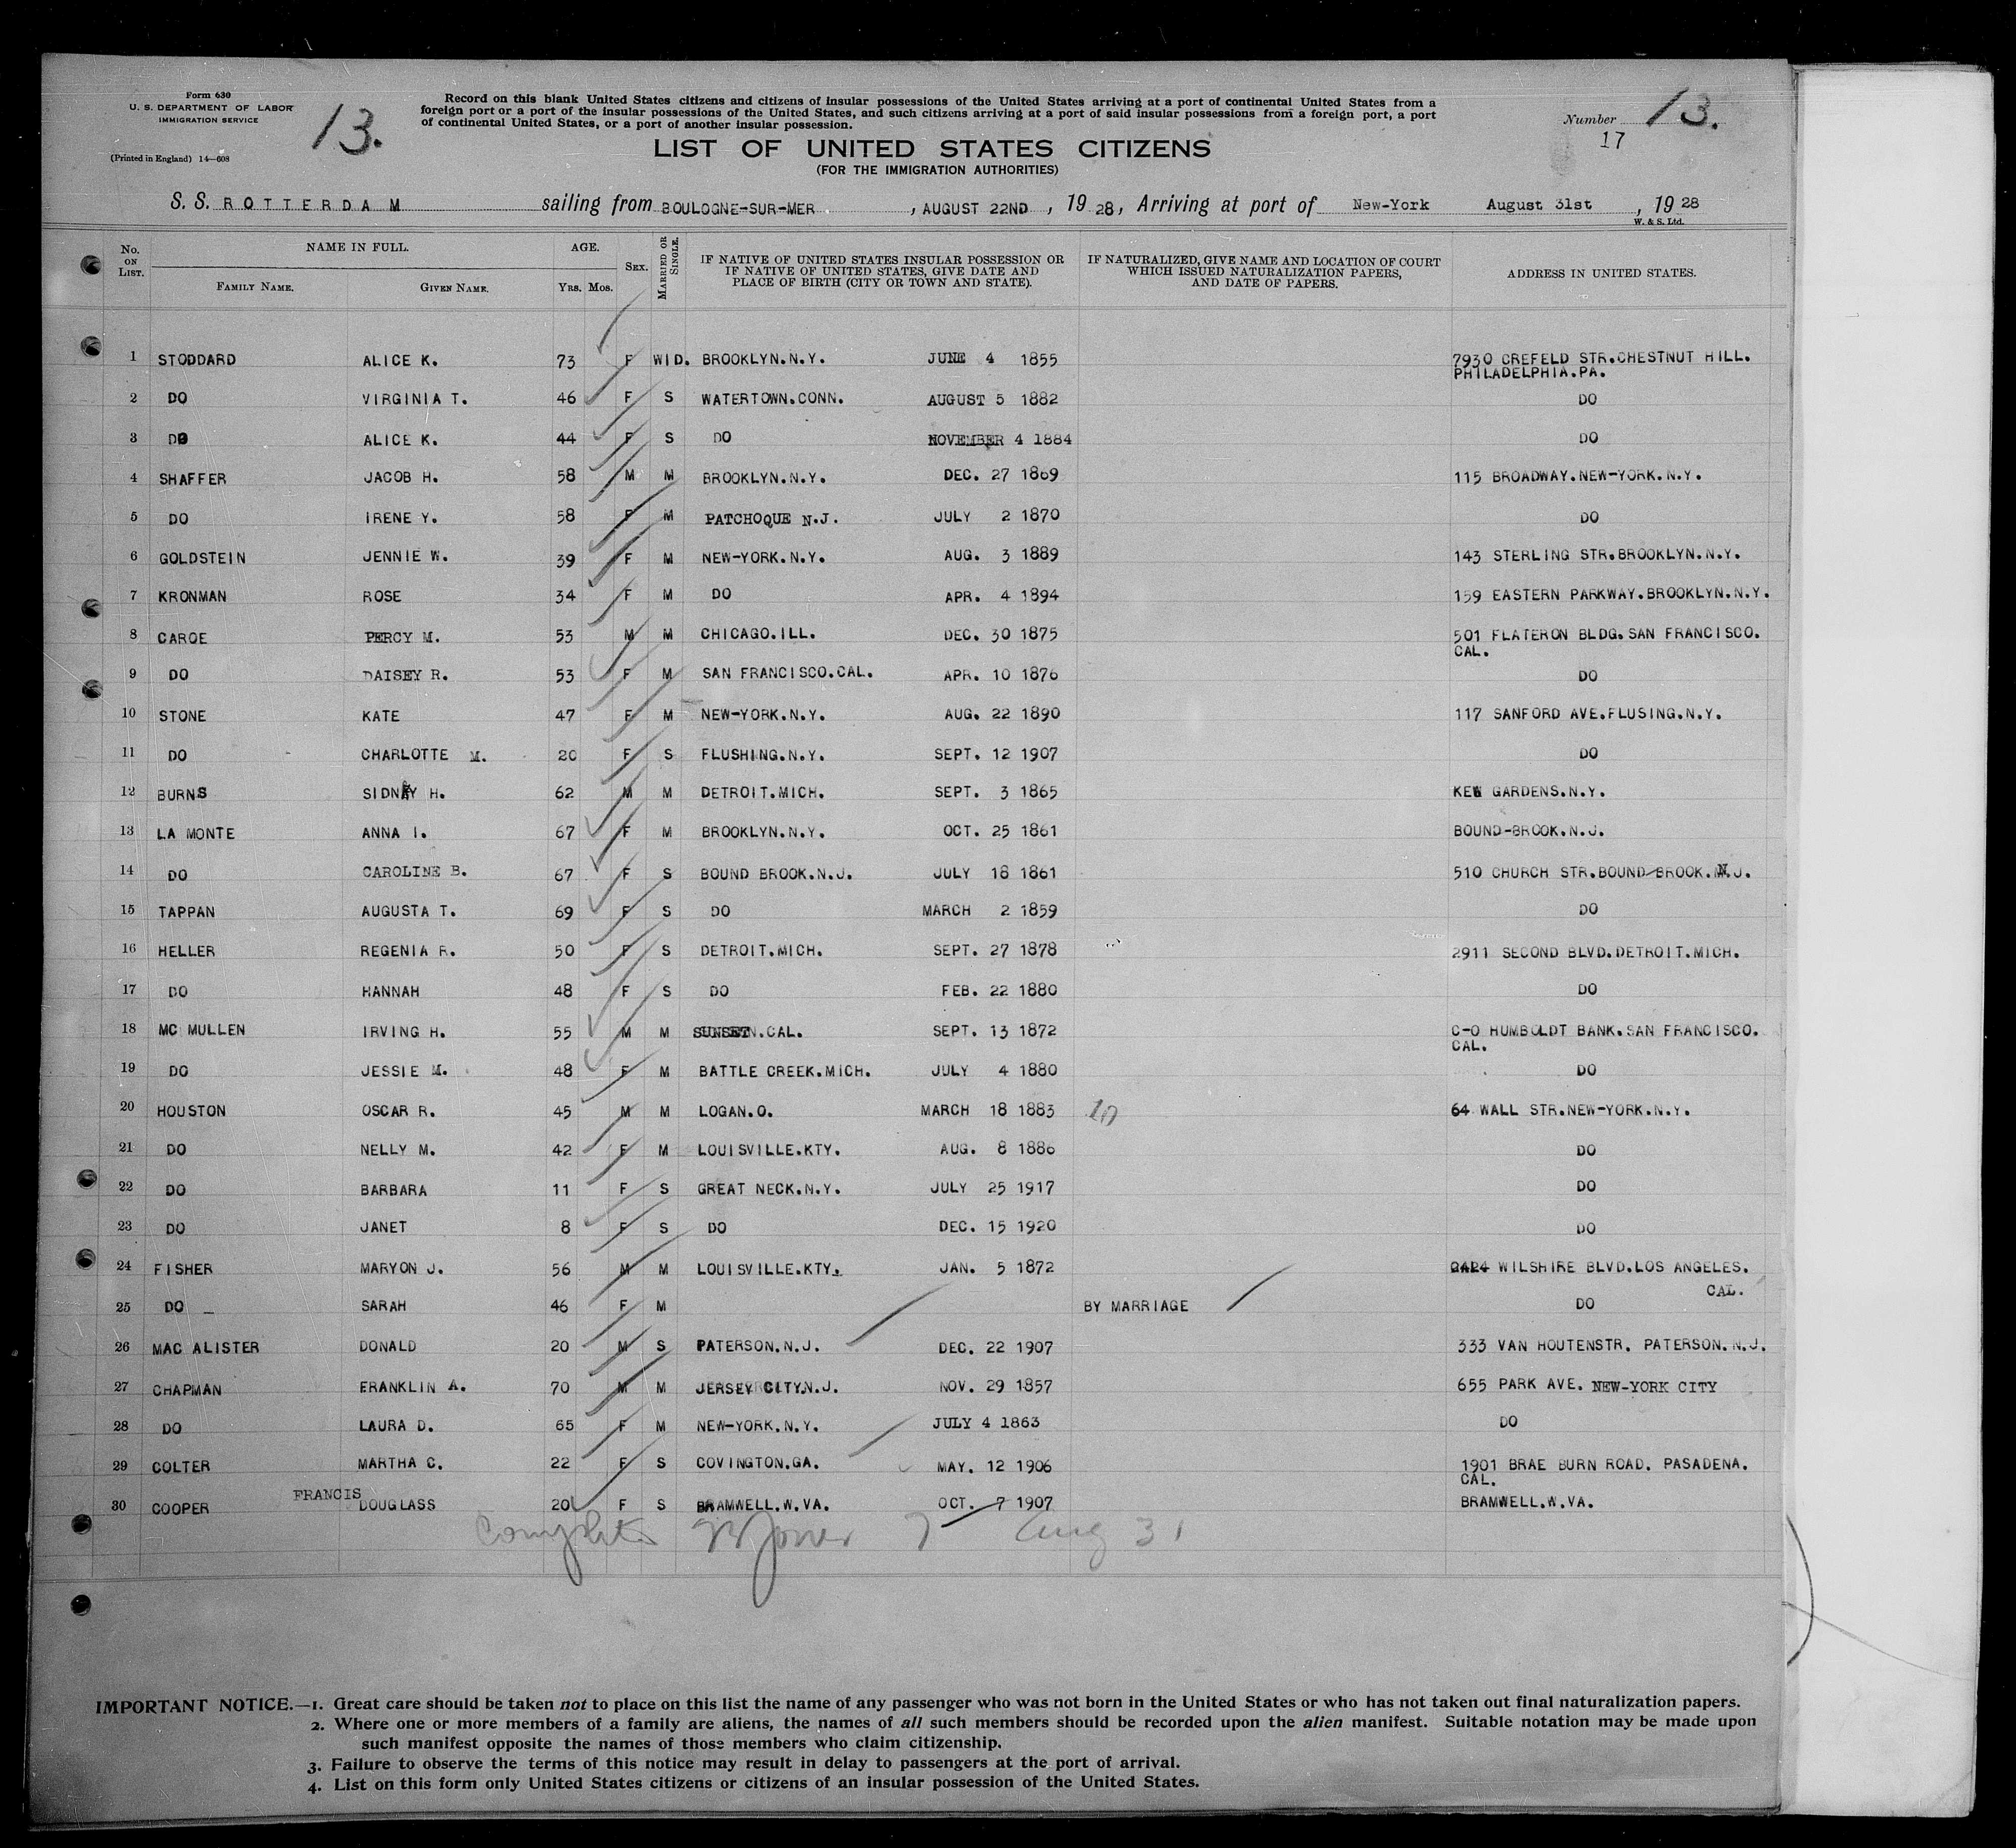 Form 630
U. S. DEPARTMENT OF LABOR
IMMIGRATION SERVICE
(Printed in England) 14—608
13.
Record on this blank United States citizens and citizens of insular possessions of the United States arriving at a port of continental United States from a
foreign port or a port of the insular possessions of the United States, and such citizens arriving at a port of said insular possessions from a foreign port, a port
of continental United States, or a port of another insular possession.
Number 13.
17
LIST OF UNITED STATES CITIZENS
(FOR THE IMMIGRATION AUTHORITIES)
S. S. ROTTERDAM sailing from BOULOGNE-SUR-MER, AUGUST 22ND, 1928, Arriving at port of New-York August 31st, 1928
W. & S. Ltd.
No. ON LIST. NAME IN FULL. AGE. SEX. MARRIED OR SINGLE. IF NATIVE OF UNITED STATES INSULAR POSSESSION OR IF NATIVE OF UNITED STATES, GIVE DATE AND PLACE OF BIRTH (CITY OR TOWN AND STATE). IF NATURALIZED, GIVE NAME AND LOCATION OF COURT WHICH ISSUED NATURALIZATION PAPERS, AND DATE OF PAPERS. ADDRESS IN UNITED STATES.
FAMILY NAME. GIVEN NAME. YRS. MOS.
1 STODDARD ALICE K. 73 F WID. BROOKLYN.N.Y. JUNE 4 1855 7930 CREFELD STR.CHESTNUT HILL.
PHILADELPHIA.PA.
2 DO VIRGINIA T. 46 F S WATERTOWN.CONN. AUGUST 5 1882 DO
3 DO ALICE K. 44 F S DO NOVEMBER 4 1884 DO
4 SHAFFER JACOB H. 58 M M BROOKLYN.N.Y. DEC. 27 1869 115 BROADWAY.NEW-YORK.N.Y.
5 DO IRENE Y. 58 F M PATCHOQUE N.J. JULY 2 1870 DO
6 GOLDSTEIN JENNIE W. 39 F M NEW-YORK.N.Y. AUG. 3 1889 143 STERLING STR.BROOKLYN.N.Y.
7 KRONMAN ROSE 34 F M DO APR. 4 1894 159 EASTERN PARKWAY.BROOKLYN.N.Y.
8 CAROE PERCY M. 53 M M CHICAGO.ILL. DEC. 30 1875 501 FLATERON BLDG.SAN FRANCISCO.
CAL.
9 DO DAISEY R. 53 F M SAN FRANCISCO.CAL. APR. 10 1876 DO
10 STONE KATE 47 F M NEW-YORK.N.Y. AUG. 22 1890 117 SANFORD AVE.FLUSING.N.Y.
11 DO CHARLOTTE M. 20 F S FLUSHING.N.Y. SEPT. 12 1907 DO
12 BURNS SIDNEY H. 62 M M DETROIT.MICH. SEPT. 3 1865 KEW GARDENS.N.Y.
13 LA MONTE ANNA I. 67 F M BROOKLYN.N.Y. OCT. 25 1861 BOUND-BROOK.N.J.
14 DO CAROLINE B. 67 F S BOUND BROOK.N.J. JULY 18 1861 510 CHURCH STR.BOUND-BROOK.N.J.
15 TAPPAN AUGUSTA T. 69 F S DO MARCH 2 1859 DO
16 HELLER REGENIA R. 50 F S DETROIT.MICH. SEPT. 27 1878 2911 SECOND BLVD.DETROIT.MICH.
17 DO HANNAH 48 F S DO FEB. 22 1880 DO
18 MC MULLEN IRVING H. 55 M M .CAL. SEPT. 13 1872 C-O HUMBOLDT BANK.SAN FRANCISCO.
CAL.
19 DO JESSIE M. 48 F M BATTLE CREEK.MICH. JULY 4 1880 DO
20 HOUSTON OSCAR R. 45 M M LOGAN.O. MARCH 18 1883 64 WALL STR.NEW-YORK.N.Y.
21 DO NELLY M. 42 F M LOUISVILLE.KTY. AUG. 8 1886 DO
22 DO BARBARA 11 F S GREAT NECK.N.Y. JULY 25 1917 DO
23 DO JANET 8 F S DO DEC. 15 1920 DO
24 FISHER MARYON J. 56 M M LOUISVILLE.KTY. JAN. 5 1872 2424 WILSHIRE BLVD.LOS ANGELES.
CAL.
25 DO SARAH 46 F M BY MARRIAGE DO
26 MAC ALISTER DONALD 20 M S PATERSON.N.J. DEC. 22 1907 333 VAN HOUTENSTR. PATERSON.N.J.
27 CHAPMAN FRANKLIN A. 70 M M JERSEY CITY.N.J. NOV. 29 1857 655 PARK AVE. NEW-YORK CITY
28 DO LAURA D. 65 F M NEW-YORK.N.Y. JULY 4 1863 DO
29 COLTER MARTHA C. 22 F S COVINGTON.GA. MAY. 12 1906 1901 BRAE BURN ROAD. PASADENA.
CAL.
30 COOPER FRANCIS DOUGLASS 20 F S BRAMWELL.W.VA. OCT. 7 1907 BRAMWELL.W.VA.
Aug 31
IMPORTANT NOTICE.—1. Great care should be taken not to place on this list the name of any passenger who was not born in the United States or who has not taken out final naturalization papers.
2. Where one or more members of a family are aliens, the names of all such members should be recorded upon the alien manifest. Suitable notation may be made upon
such manifest opposite the names of those members who claim citizenship.
3. Failure to observe the terms of this notice may result in delay to passengers at the port of arrival.
4. List on this form only United States citizens or citizens of an insular possession of the United States.